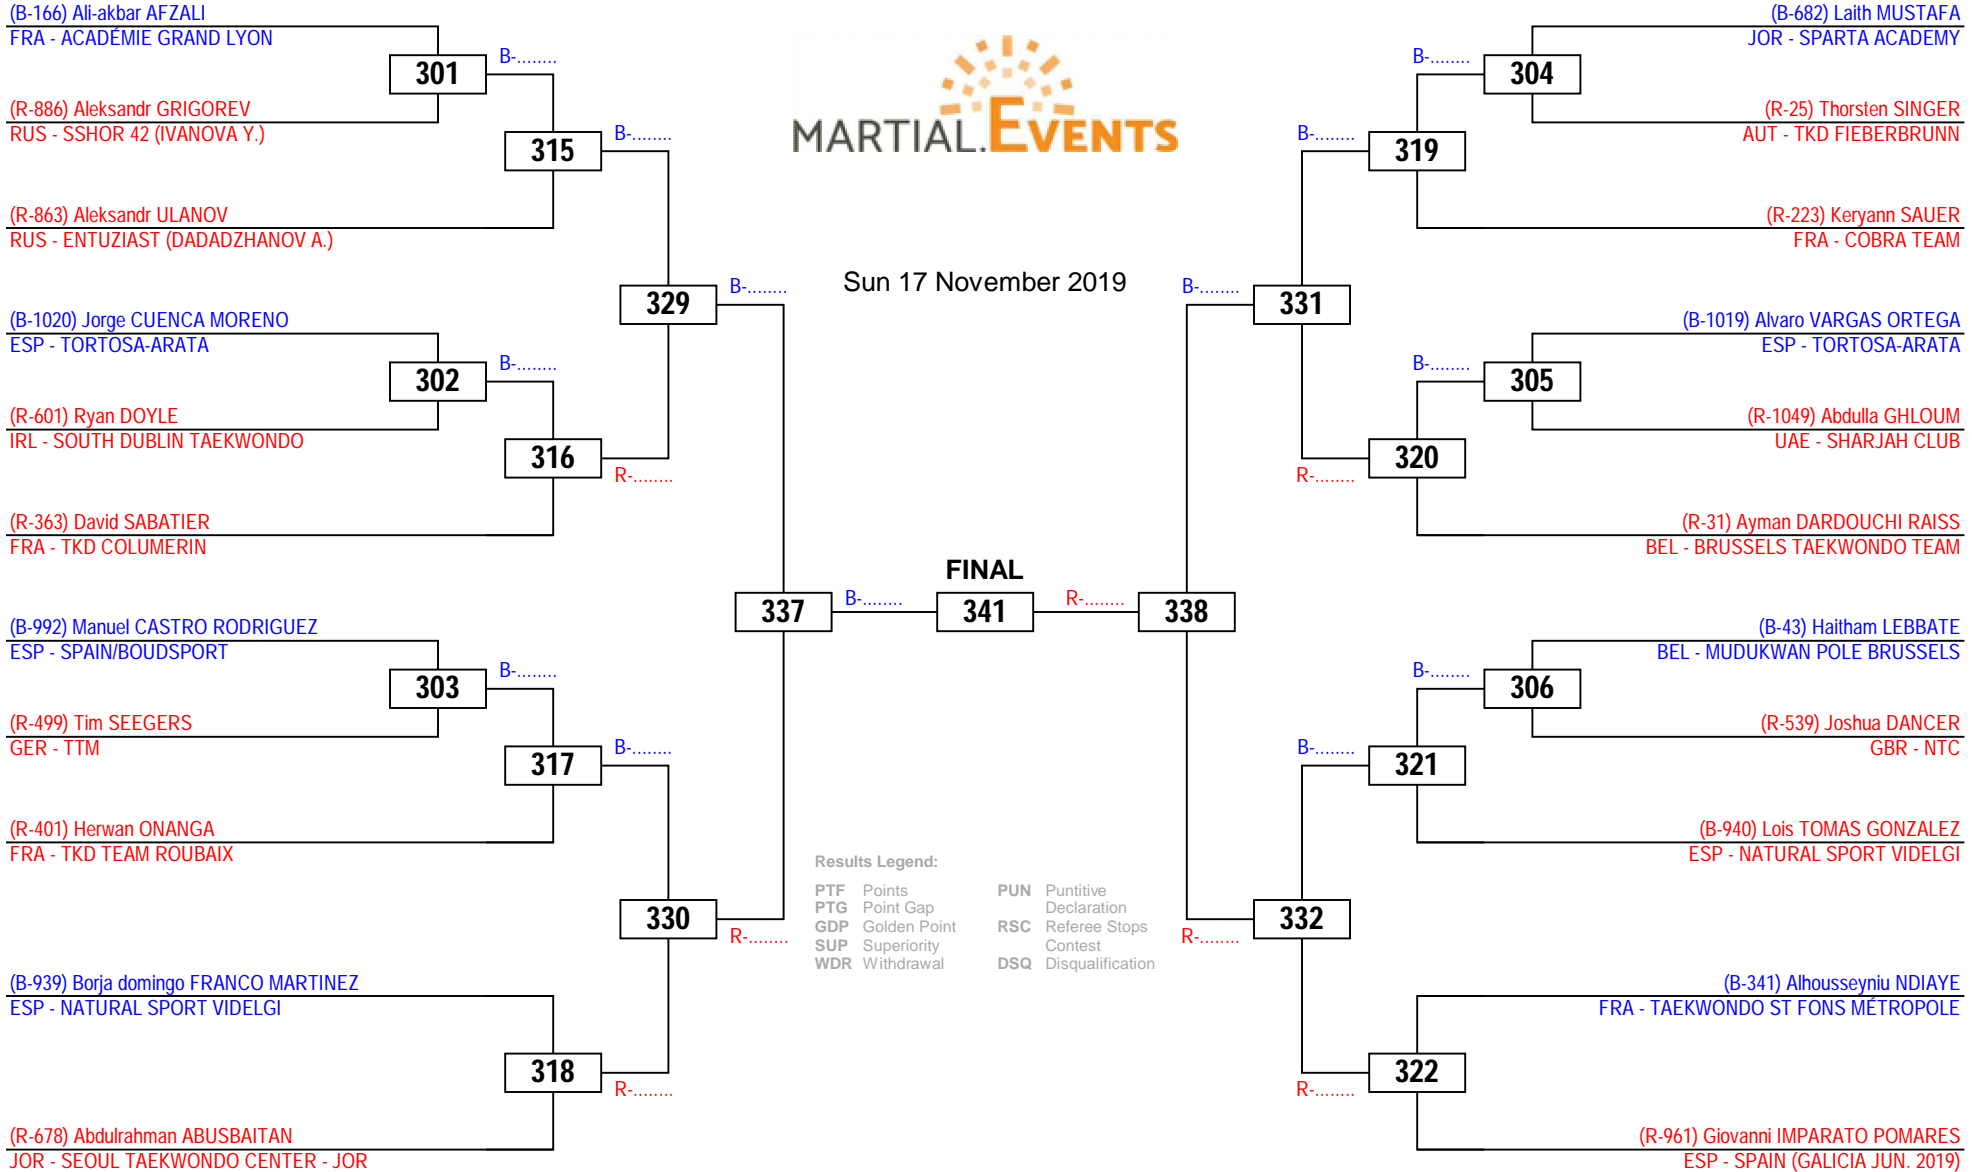 (B-166) Ali-akbar AFZALI
FRA - ACADÉMIE GRAND LYON
301
B-........
(R-886) Aleksandr GRIGOREV
RUS - SSHOR 42 (IVANOVA Y.)
315
B-........
(R-863) Aleksandr ULANOV
RUS - ENTUZIAST (DADADZHANOV A.)
329
B-........
(B-1020) Jorge CUENCA MORENO
ESP - TORTOSA-ARATA
302
B-........
(R-601) Ryan DOYLE
IRL - SOUTH DUBLIN TAEKWONDO
316
R-........
(R-363) David SABATIER
FRA - TKD COLUMERIN
337
B-........
(B-992) Manuel CASTRO RODRIGUEZ
ESP - SPAIN/BOUDSPORT
303
B-........
(R-499) Tim SEEGERS
GER - TTM
317
B-........
(R-401) Herwan ONANGA
FRA - TKD TEAM ROUBAIX
330
R-........
(B-939) Borja domingo FRANCO MARTINEZ
ESP - NATURAL SPORT VIDELGI
318
R-........
(R-678) Abdulrahman ABUSBAITAN
JOR - SEOUL TAEKWONDO CENTER - JOR
MARTIAL.EVENTS
Sun 17 November 2019
FINAL
341
Results Legend:
PTF Points
PTG Point Gap
GDP Golden Point
SUP Superiority
WDR Withdrawal
PUN Puntitive
Declaration
RSC Referee Stops
Contest
DSQ Disqualification
(B-682) Laith MUSTAFA
JOR - SPARTA ACADEMY
B-........
304
(R-25) Thorsten SINGER
AUT - TKD FIEBERBRUNN
B-........
319
(R-223) Keryann SAUER
FRA - COBRA TEAM
B-........
331
(B-1019) Alvaro VARGAS ORTEGA
ESP - TORTOSA-ARATA
B-........
305
(R-1049) Abdulla GHLOUM
UAE - SHARJAH CLUB
R-........
320
(R-31) Ayman DARDOUCHI RAISS
BEL - BRUSSELS TAEKWONDO TEAM
R-........
338
(B-43) Haitham LEBBATE
BEL - MUDUKWAN POLE BRUSSELS
B-........
306
(R-539) Joshua DANCER
GBR - NTC
B-........
321
(B-940) Lois TOMAS GONZALEZ
ESP - NATURAL SPORT VIDELGI
R-........
332
(B-341) Alhousseyniu NDIAYE
FRA - TAEKWONDO ST FONS MÉTROPOLE
R-........
322
(R-961) Giovanni IMPARATO POMARES
ESP - SPAIN (GALICIA JUN. 2019)